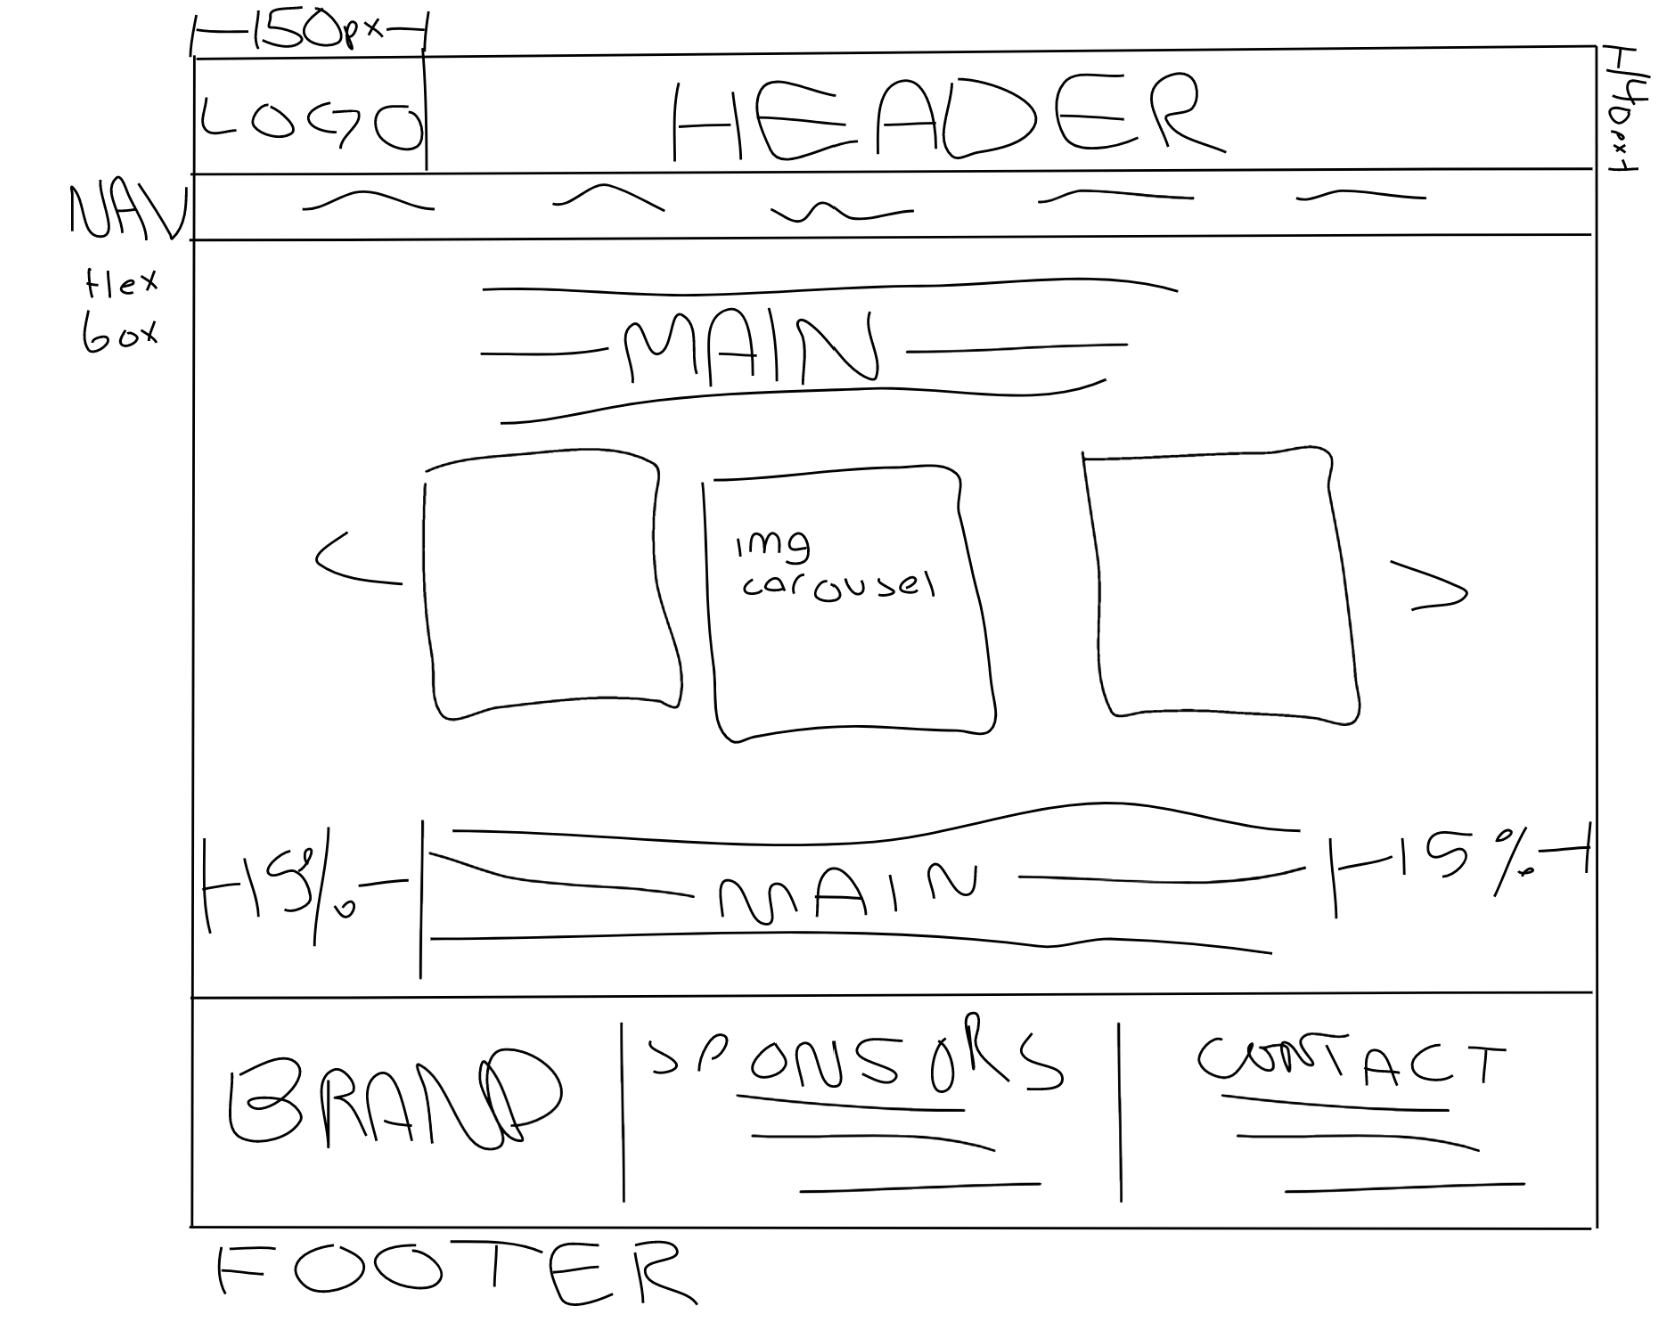 150px
LOGO
HEADER
140px
NAV
flex
box
MAIN
img
carousel
15%
MAIN
15%
BRAND
SPONSORS
CONTACT
FOOTER